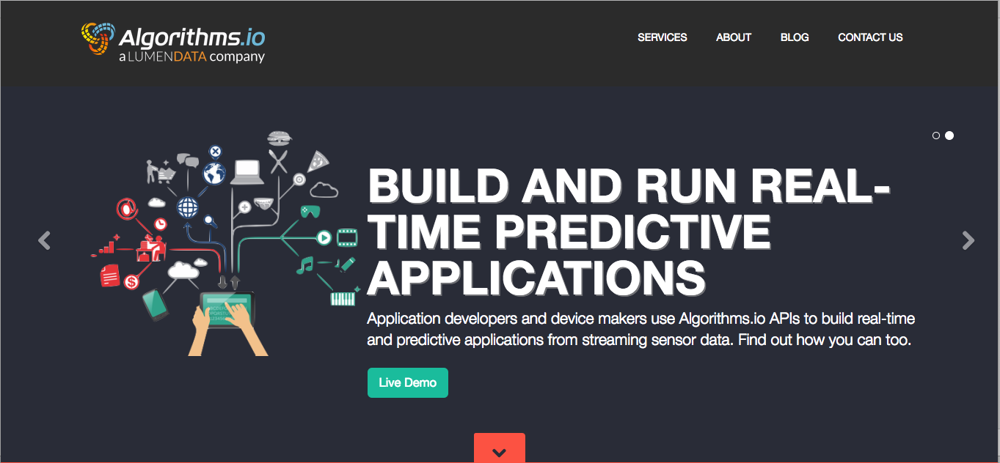 Algorithms.io
a LUMENDATA company
SERVICES ABOUT BLOG CONTACT US
BUILD AND RUN REAL-
TIME PREDICTIVE
APPLICATIONS
Application developers and device makers use Algorithms.io APIs to build real-time
and predictive applications from streaming sensor data. Find out how you can too.
Live Demo